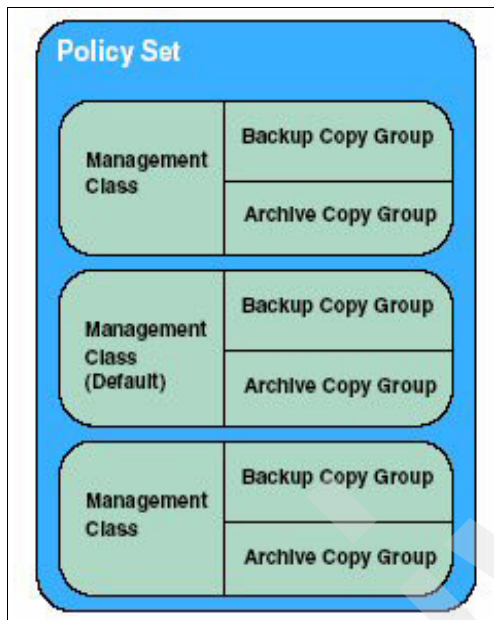 Policy Set
Management
Class
Backup Copy Group
Archive Copy Group
Management
Class
(Default)
Backup Copy Group
Archive Copy Group
Management
Class
Backup Copy Group
Archive Copy Group